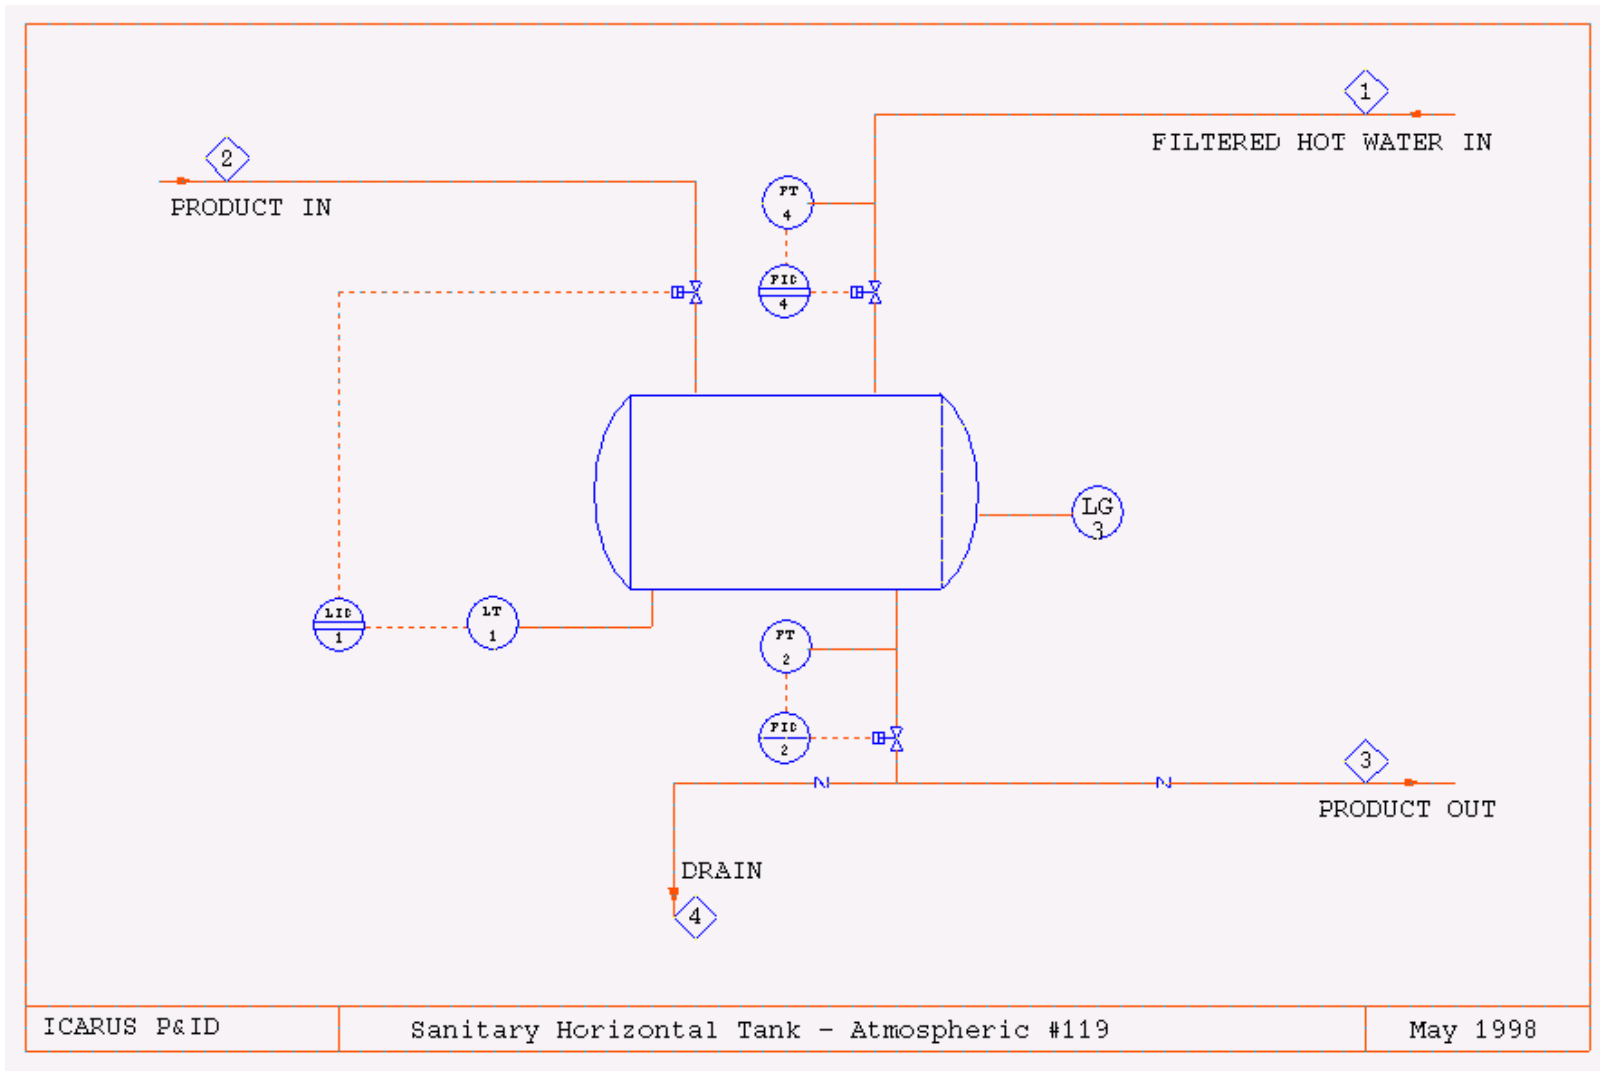 1
FILTERED HOT WATER IN
2
PRODUCT IN
FT
4
FIC
4
LG
3
LIC
1
LT
1
FT
2
FIC
2
3
PRODUCT OUT
DRAIN
4
ICARUS P&ID
Sanitary Horizontal Tank - Atmospheric #119
May 1998